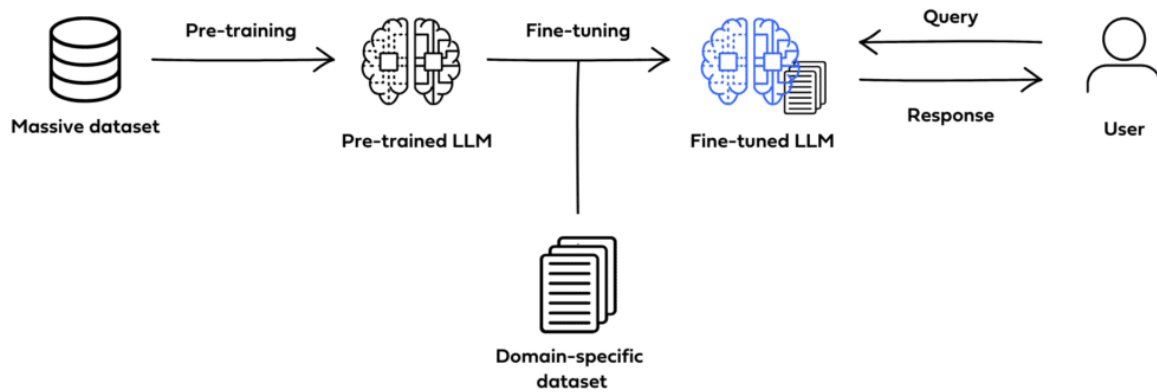 Pre-training
Fine-tuning
Query
Massive dataset
Pre-trained LLM
Fine-tuned LLM
Response
User
Domain-specific
dataset